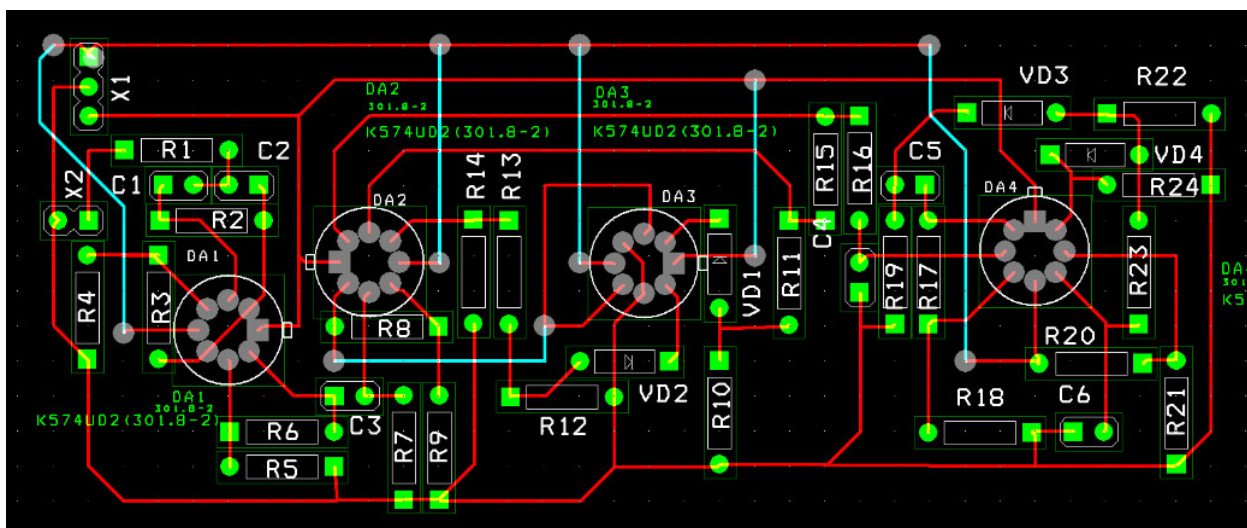 VD3
R22
DA2
301.8-2
DA3
301.8-2
X1
K574UD2(301.8-2)
K574UD2(301.8-2)
R1
C2
R14
R13
R15
R16
C5
VD4
X2
C1
R24
R2
DA2
DA3
DA4
C4
DA1
R4
R3
VD1
R11
R19
R17
R23
R8
R20
VD2
R10
DA1
301.8-2
K574UD2(301.8-2)
C3
R12
R18
C6
R21
R6
R7
R9
R5